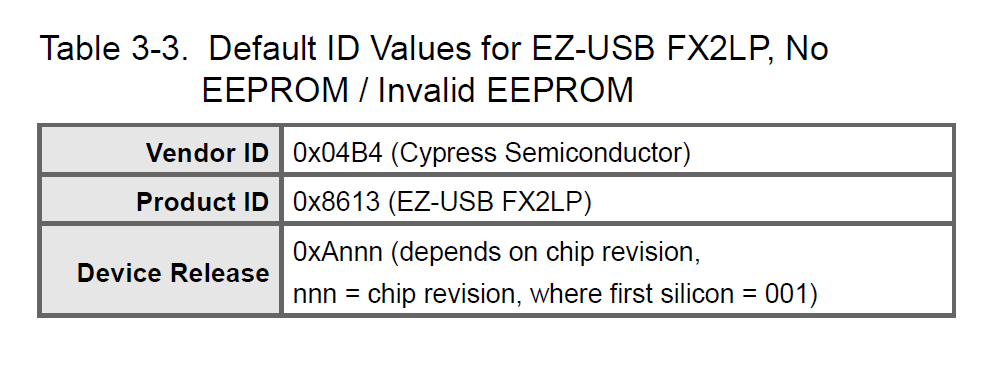 Table 3-3. Default ID Values for EZ-USB FX2LP, No
EEPROM / Invalid EEPROM
Vendor ID 0x04B4 (Cypress Semiconductor)
Product ID 0x8613 (EZ-USB FX2LP)
Device Release 0xAnnn (depends on chip revision,
nnn = chip revision, where first silicon = 001)